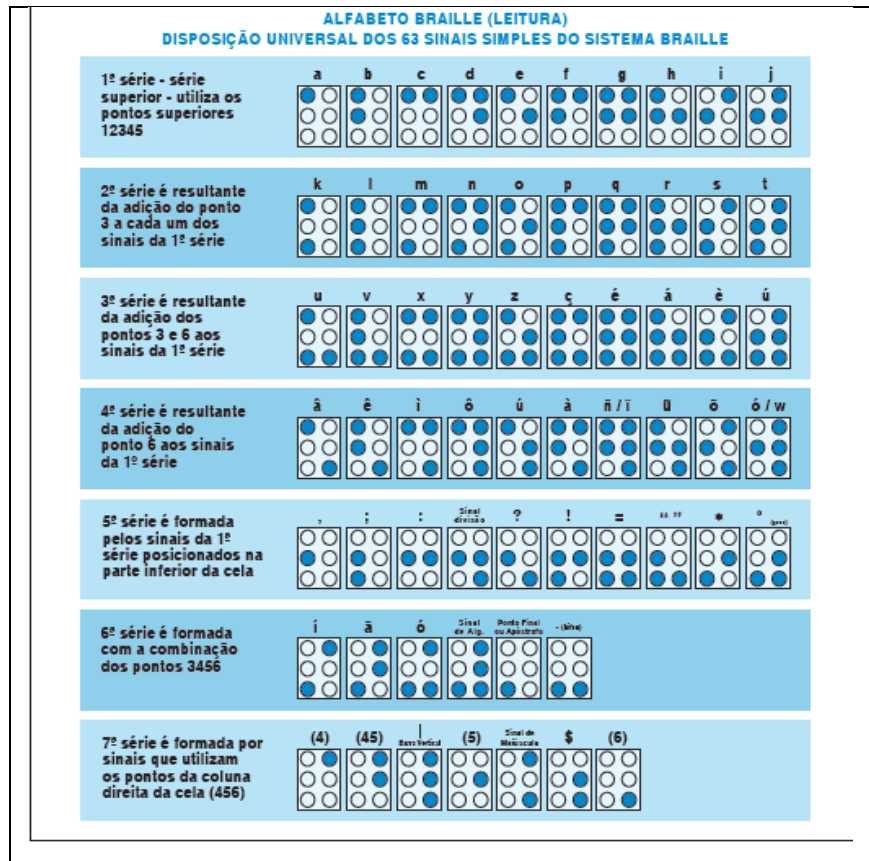 ALFABETO BRAILLE (LEITURA)
DISPOSIÇÃO UNIVERSAL DOS 63 SINAIS SIMPLES DO SISTEMA BRAILLE
1ª série - série
superior - utiliza os
pontos superiores
12345
a b c d e f g h i j
2ª série é resultante
da adição do ponto
3 a cada um dos
sinais da 1ª série
k l m n o p q r s t
3ª série é resultante
da adição dos
pontos 3 e 6 aos
sinais da 1ª série
u v x y z ç é á è ú
4ª série é resultante
da adição do
ponto 6 aos sinais
da 1ª série
â ê ì ô ú à ñ / ï ü õ ó / w
5ª série é formada
pelos sinais da 1ª
série posicionados na
parte inferior da cela
, ; : Sinal divisão ? ! = “ ” * °
6ª série é formada
com a combinação
dos pontos 3456
í ã ó Sinal de Alg. Ponto Final ou Apóstrofo - (hífen)
7ª série é formada por
sinais que utilizam
os pontos da coluna
direita da cela (456)
(4) (45) | Barra Vertical (5) Sinal de Maiúscula $ (6)